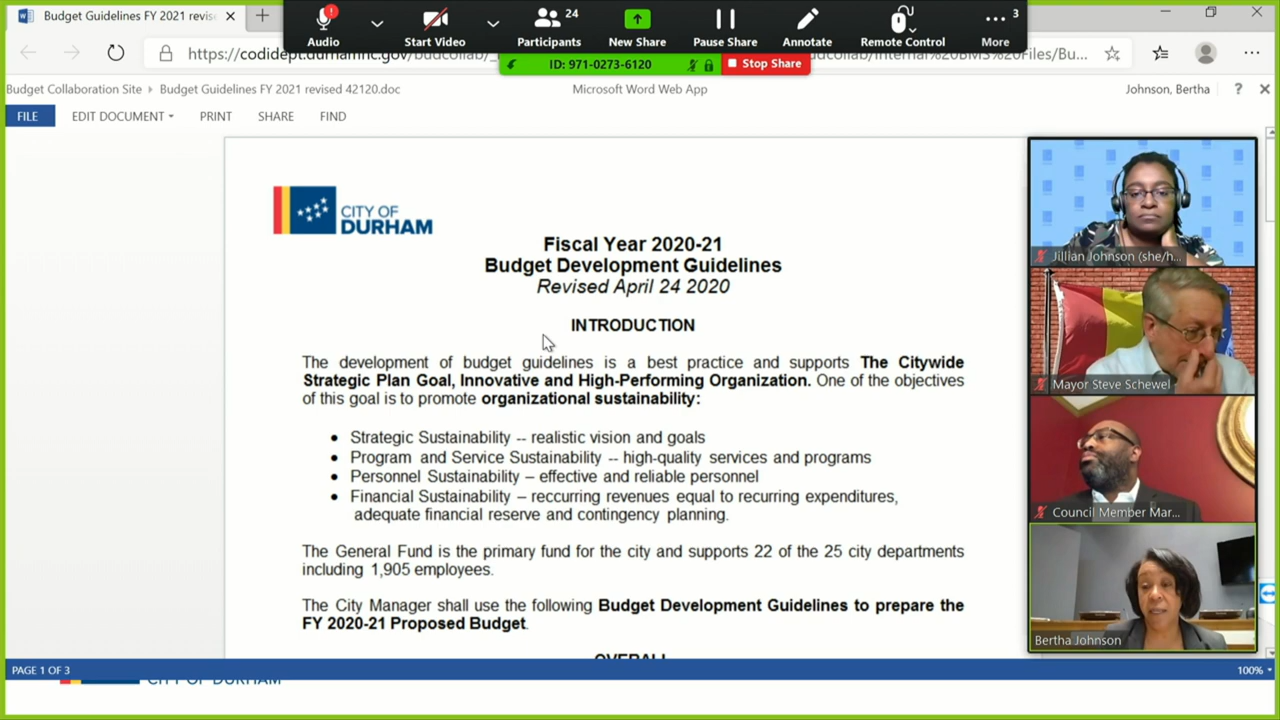 Budget Guidelines FY 2021 revise
24
3
Audio
Start Video
Participants
New Share
Pause Share
Annotate
Remote Control
More
ID: 971-0273-6120
Stop Share
Budget Collaboration Site
Budget Guidelines FY 2021 revised 42120.doc
Microsoft Word Web App
Johnson, Bertha
?
FILE
EDIT DOCUMENT
PRINT
SHARE
FIND
CITY OF
DURHAM
Fiscal Year 2020-21
Budget Development Guidelines
Revised April 24 2020
INTRODUCTION
The development of budget guidelines is a best practice and supports The Citywide
Strategic Plan Goal, Innovative and High-Performing Organization. One of the objectives
of this goal is to promote organizational sustainability:
• Strategic Sustainability -- realistic vision and goals
• Program and Service Sustainability -- high-quality services and programs
• Personnel Sustainability – effective and reliable personnel
• Financial Sustainability – reccurring revenues equal to recurring expenditures,
adequate financial reserve and contingency planning.
The General Fund is the primary fund for the city and supports 22 of the 25 city departments
including 1,905 employees.
The City Manager shall use the following Budget Development Guidelines to prepare the
FY 2020-21 Proposed Budget.
OVERALL
Jillian Johnson (she/h...
Mayor Steve Schewel
Council Member Mar...
Bertha Johnson
PAGE 1 OF 3
100%
CITY OF DURHAM